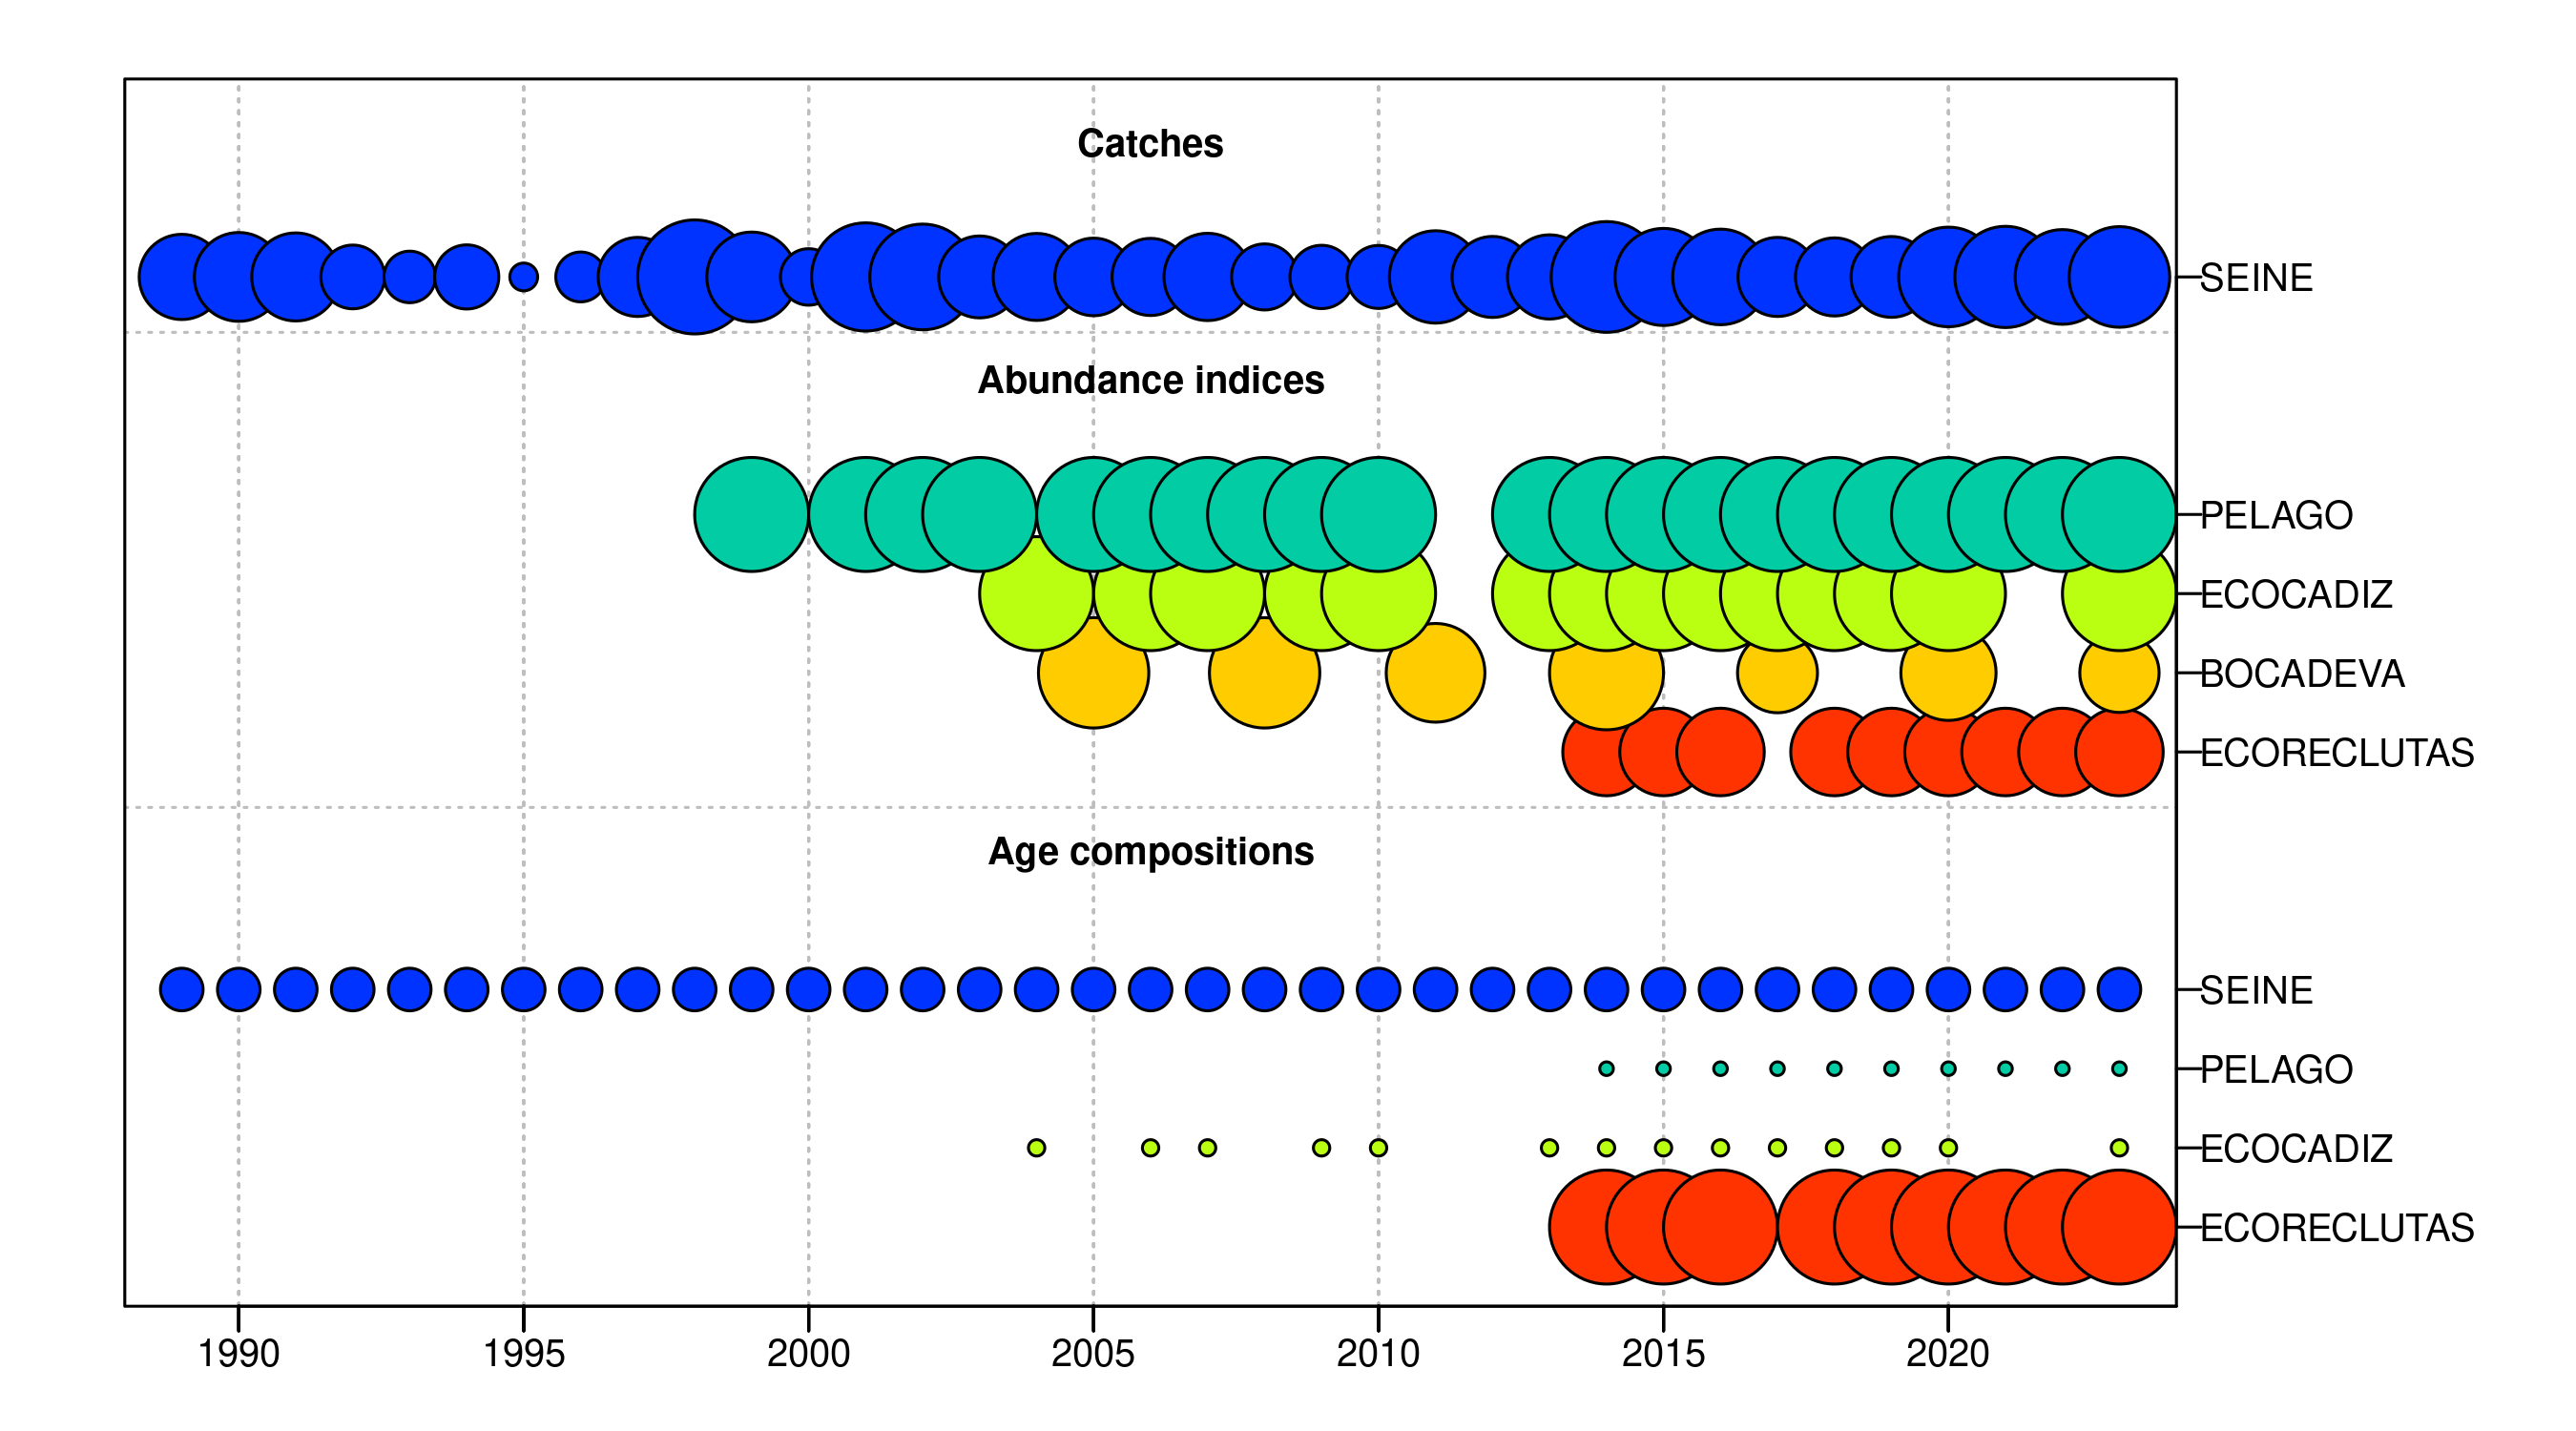 Catches
SEINE
Abundance indices
PELAGO
ECOCADIZ
BOCADEVA
ECORECLUTAS
Age compositions
SEINE
PELAGO
ECOCADIZ
ECORECLUTAS
1990 1995 2000 2005 2010 2015 2020